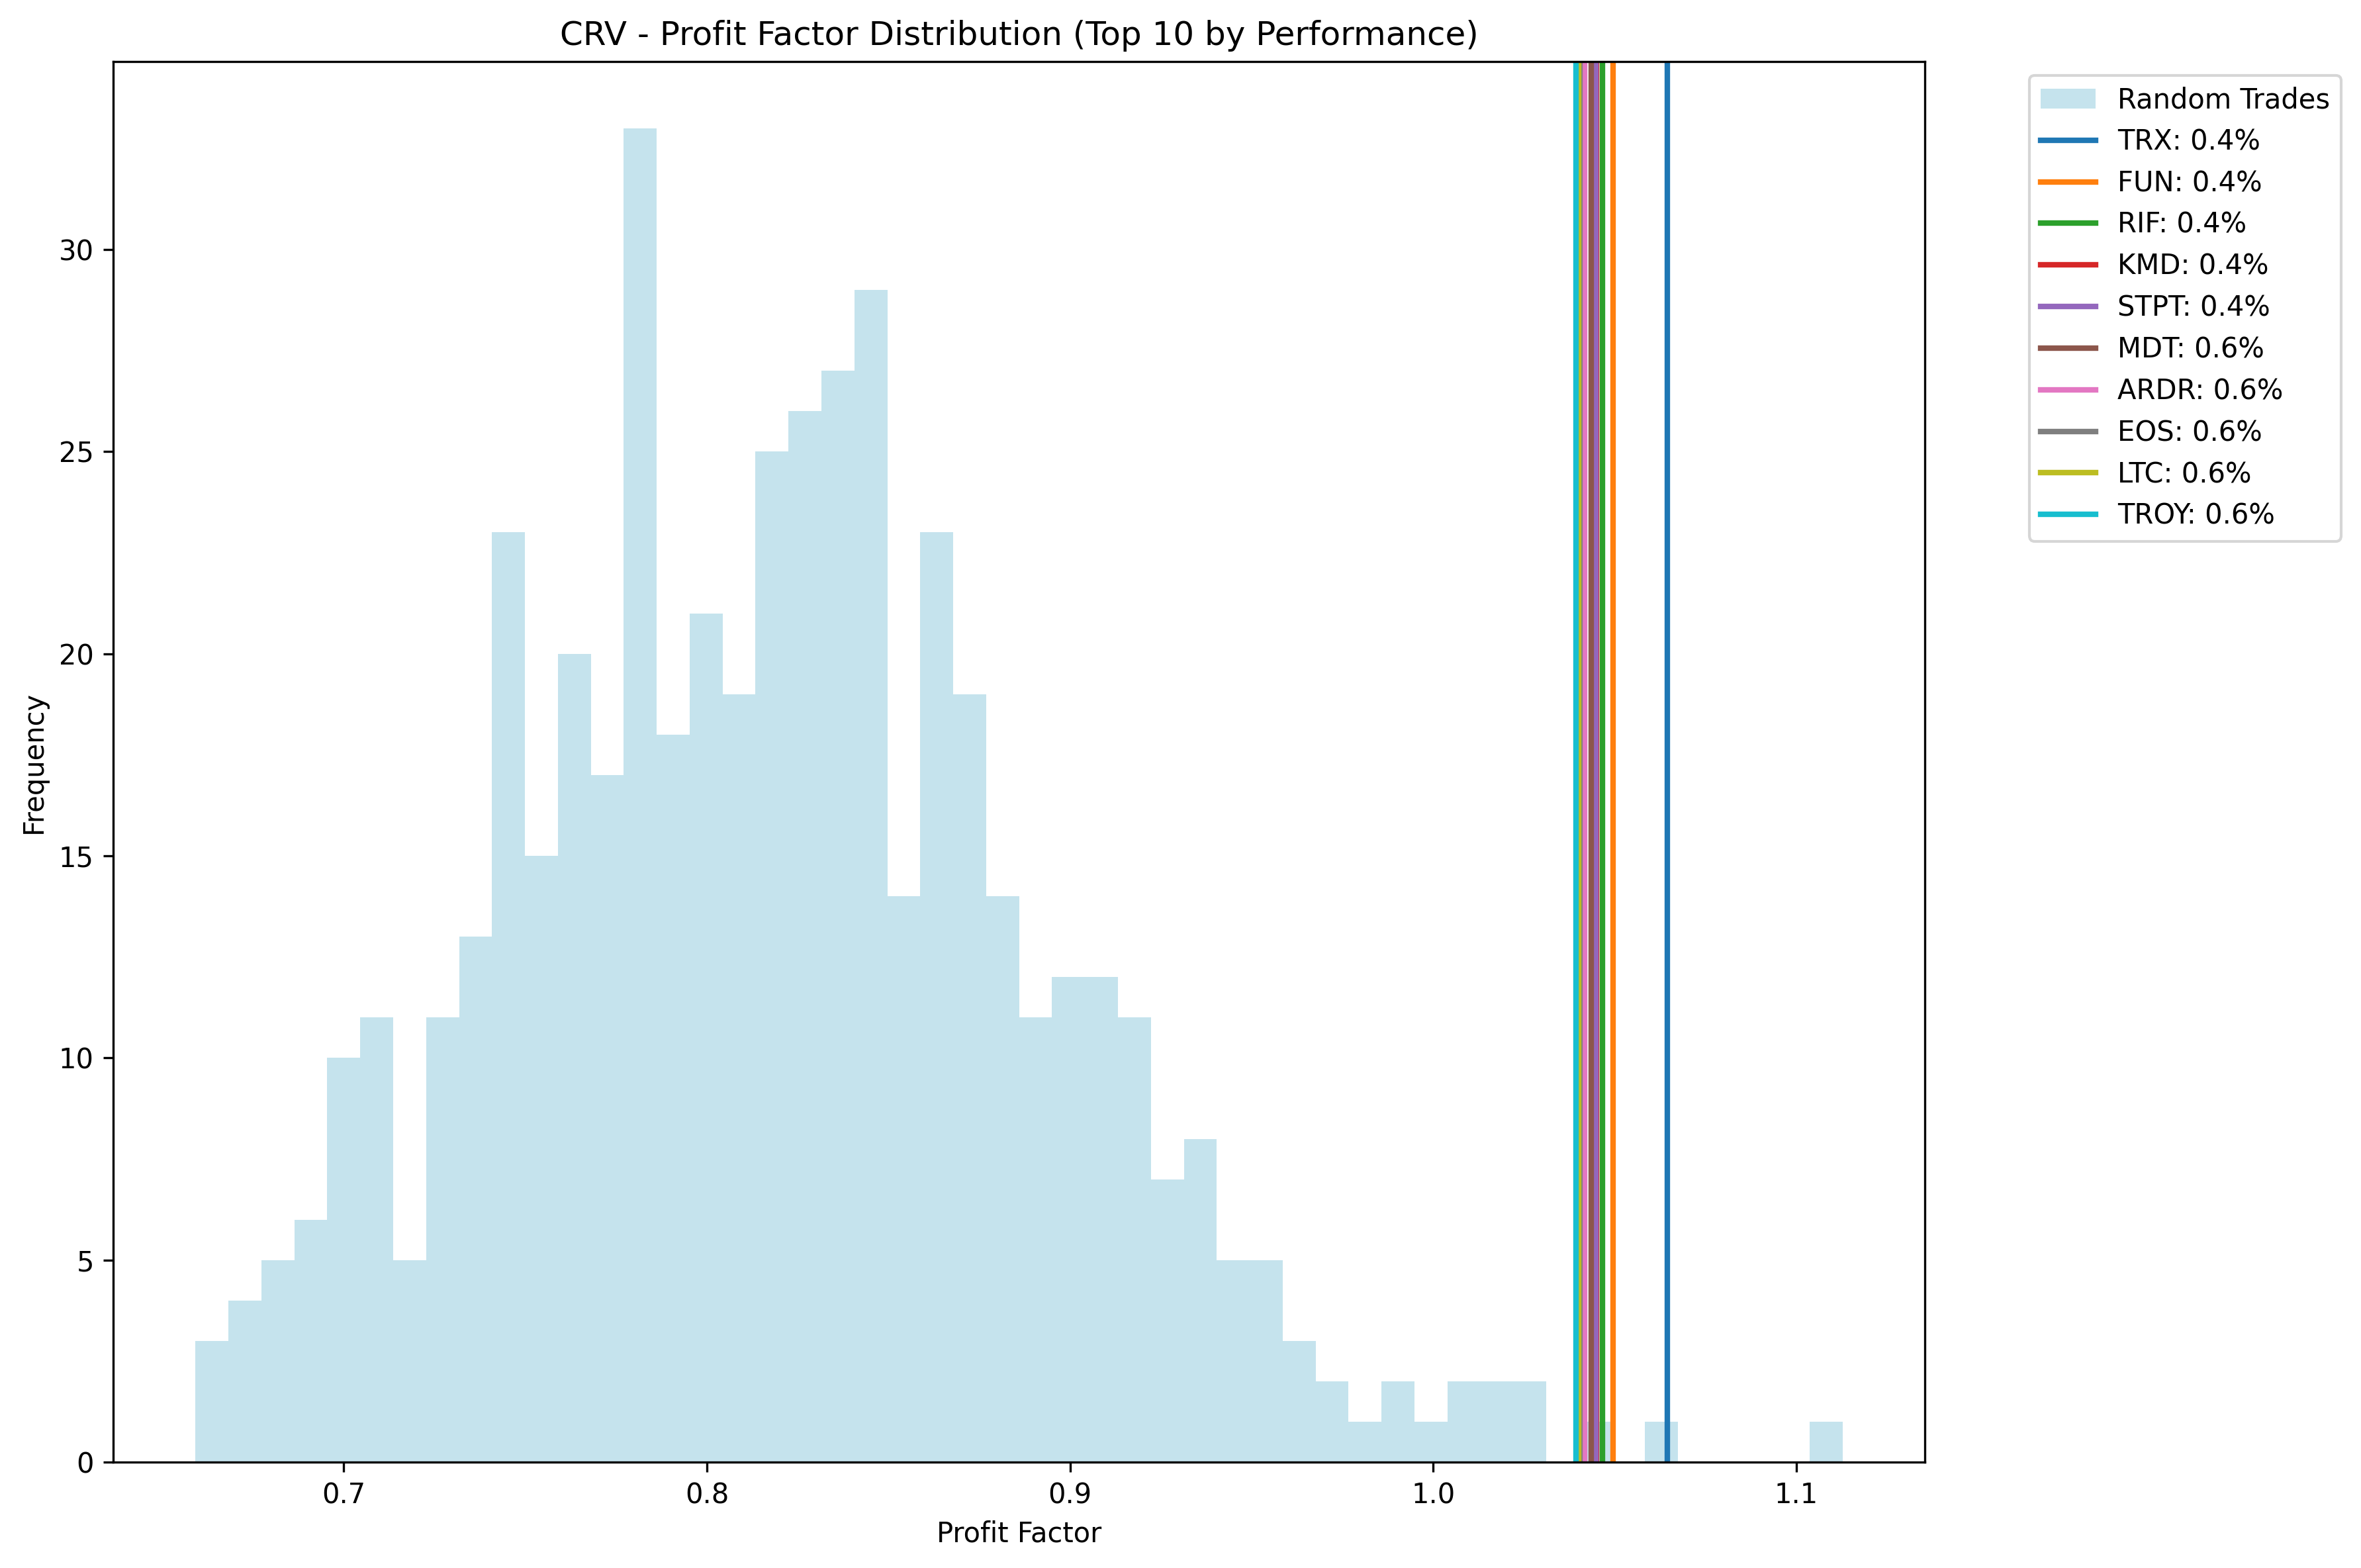 CRV - Profit Factor Distribution (Top 10 by Performance)
Random Trades
TRX: 0.4%
FUN: 0.4%
RIF: 0.4%
KMD: 0.4%
STPT: 0.4%
MDT: 0.6%
ARDR: 0.6%
EOS: 0.6%
LTC: 0.6%
TROY: 0.6%
Frequency
30
25
20
15
10
5
0
0.7 0.8 0.9 1.0 1.1
Profit Factor